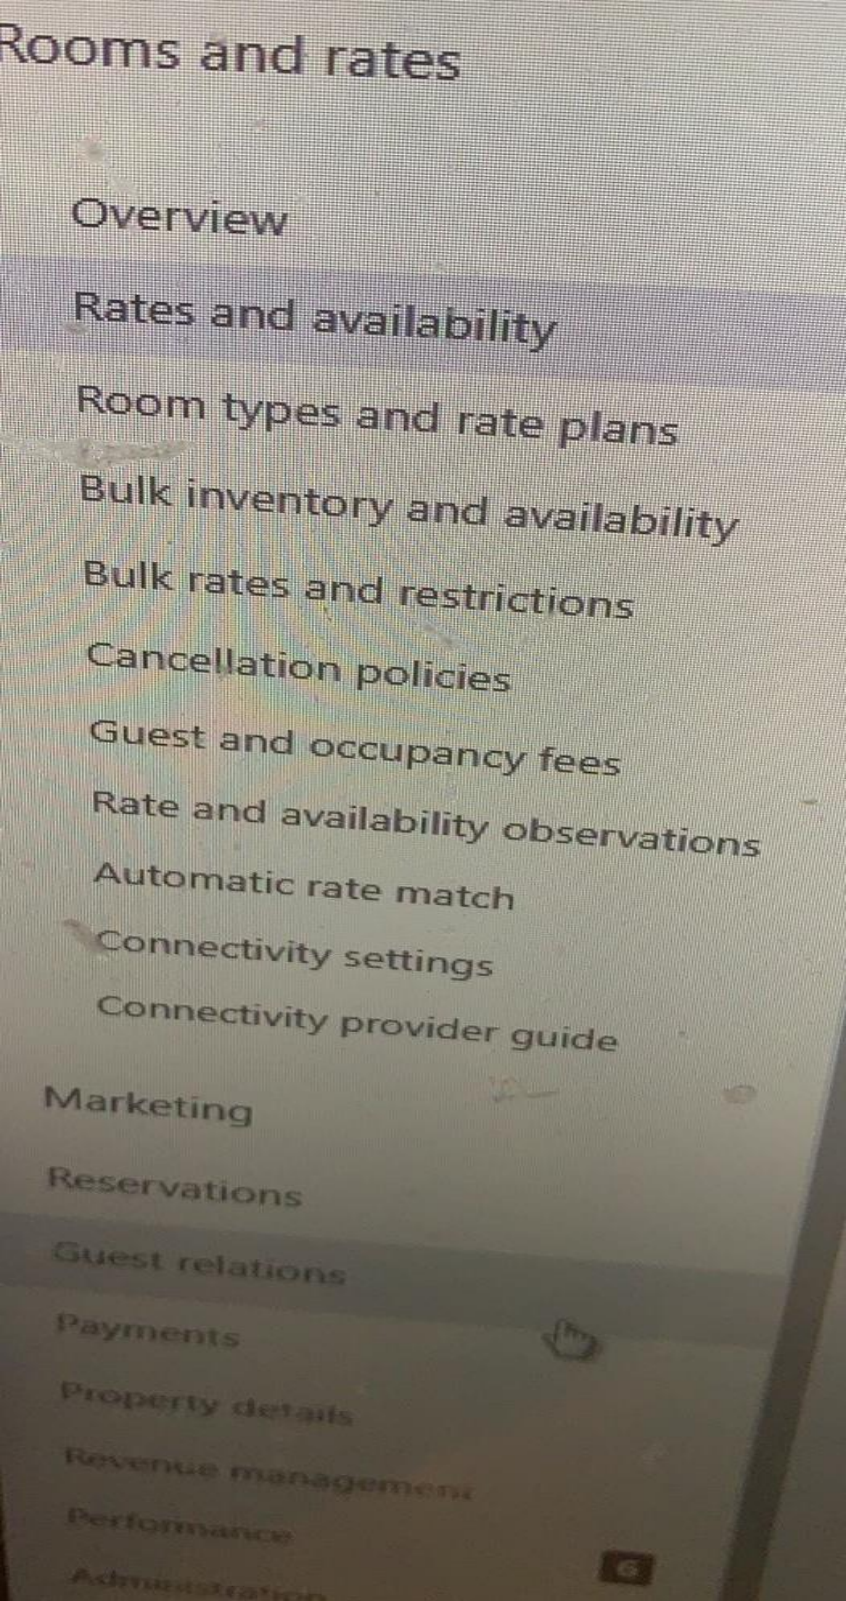 Rooms and rates
Overview
Rates and availability
Room types and rate plans
Bulk inventory and availability
Bulk rates and restrictions
Cancellation policies
Guest and occupancy fees
Rate and availability observations
Automatic rate match
Connectivity settings
Connectivity provider guide
Marketing
Reservations
Guest relations
Payments
Property details
Revenue management
Performance
Administration